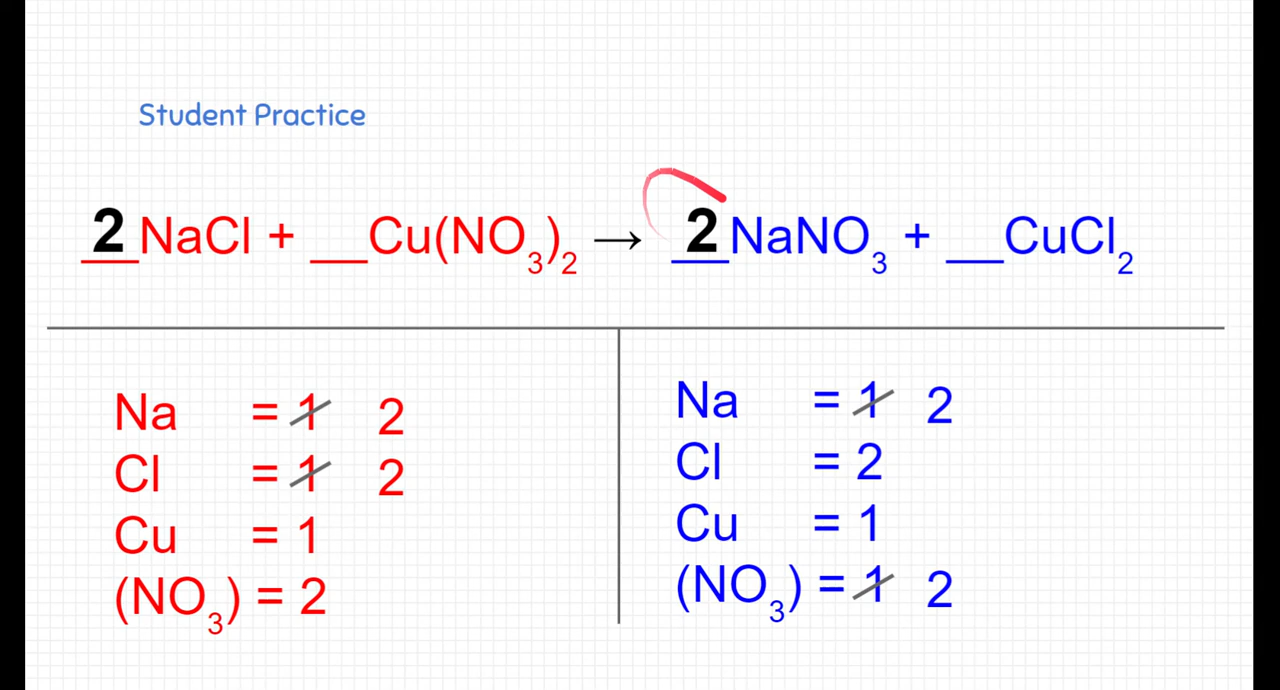 Student Practice
2 NaCl + __Cu(NO₃)₂ → 2 NaNO₃ + __CuCl₂
Na = 1 2
Cl = 1 2
Cu = 1
(NO₃) = 2
Na = 1 2
Cl = 2
Cu = 1
(NO₃) = 1 2